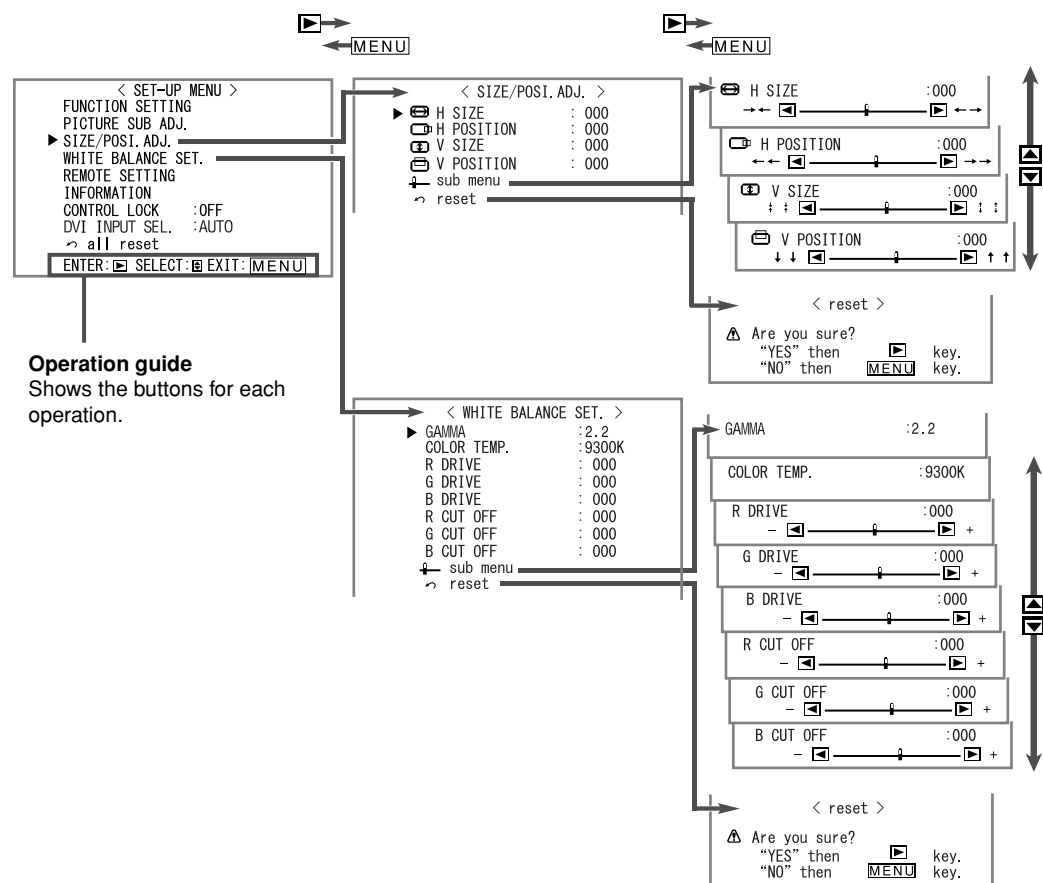 MENU
MENU
< SET-UP MENU >
FUNCTION SETTING
PICTURE SUB ADJ.
SIZE/POSI. ADJ.
WHITE BALANCE SET.
REMOTE SETTING
INFORMATION
CONTROL LOCK :OFF
DVI INPUT SEL. :AUTO
all reset
ENTER: SELECT: EXIT: MENU
Operation guide
Shows the buttons for each
operation.
< SIZE/POSI. ADJ. >
H SIZE : 000
H POSITION : 000
V SIZE : 000
V POSITION : 000
sub menu
reset
H SIZE :000
H POSITION :000
V SIZE :000
V POSITION :000
< reset >
Are you sure?
“YES” then key.
“NO” then MENU key.
< WHITE BALANCE SET. >
GAMMA :2.2
COLOR TEMP. :9300K
R DRIVE : 000
G DRIVE : 000
B DRIVE : 000
R CUT OFF : 000
G CUT OFF : 000
B CUT OFF : 000
sub menu
reset
GAMMA :2.2
COLOR TEMP. :9300K
R DRIVE :000
– +
G DRIVE :000
– +
B DRIVE :000
– +
R CUT OFF :000
– +
G CUT OFF :000
– +
B CUT OFF :000
– +
< reset >
Are you sure?
“YES” then key.
“NO” then MENU key.